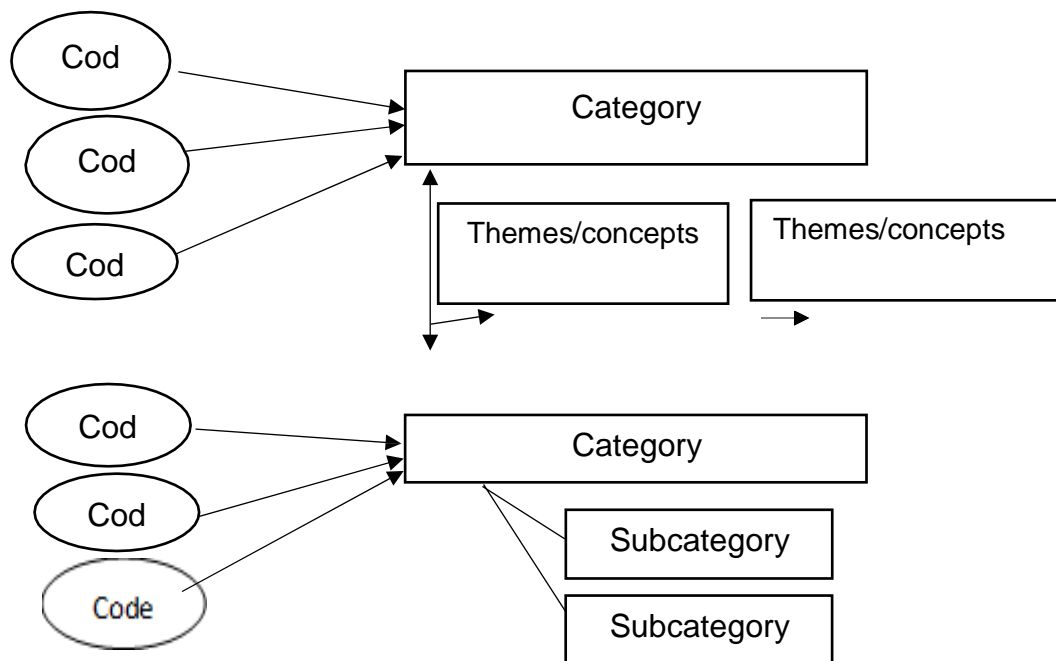 Cod
Category
Cod
Cod
Themes/concepts
Themes/concepts
Cod
Category
Cod
Subcategory
Code
Subcategory